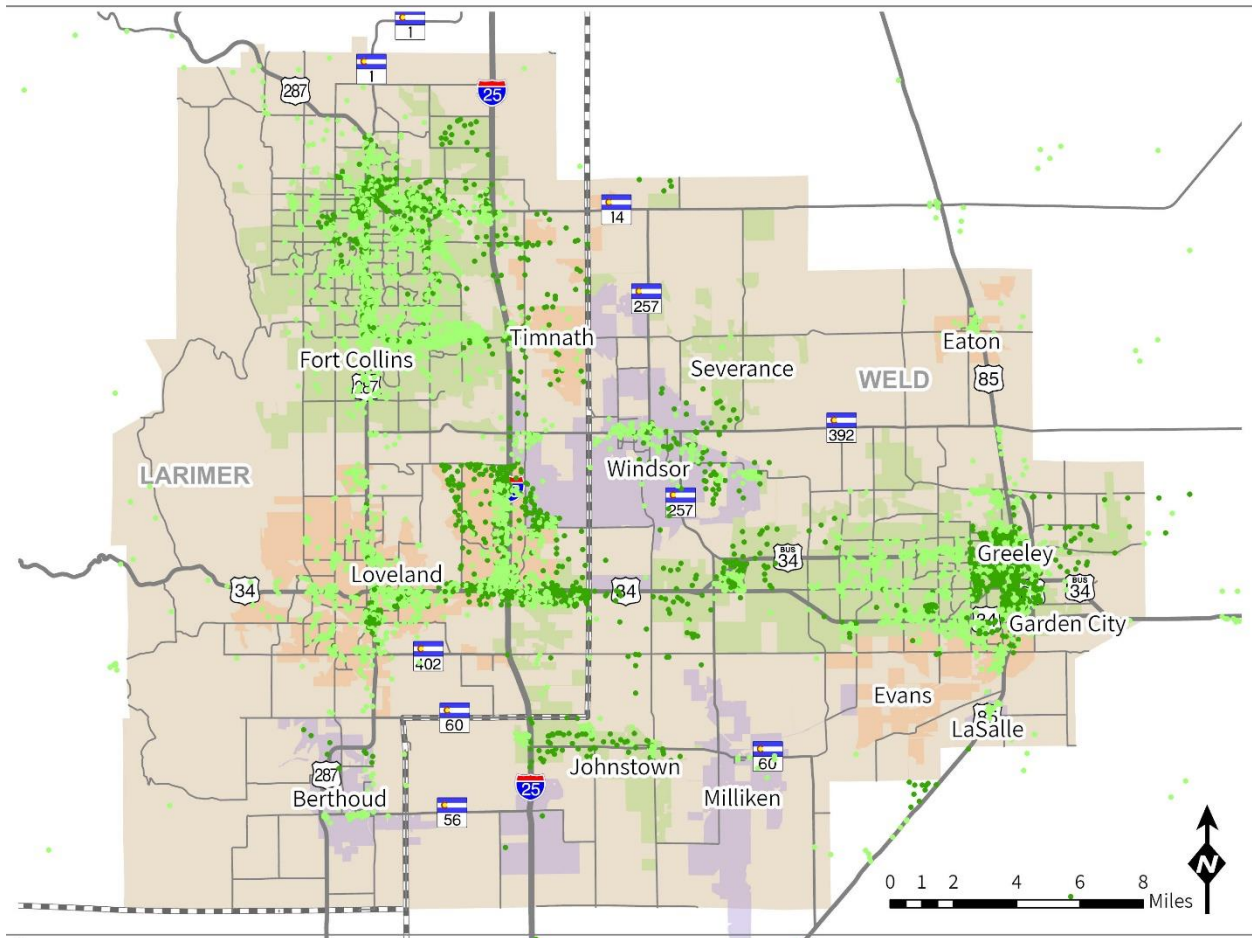 1
1
287
25
14
257
Timnath
Eaton
Fort Collins
287
Severance
WELD
85
392
LARIMER
Windsor
257
Greeley
BUS
34
Loveland
34
34
BUS
34
34
Garden City
402
Evans
60
LaSalle
60
287
Johnstown
25
Berthoud
Milliken
56
N
0 1 2 4 6 8
Miles